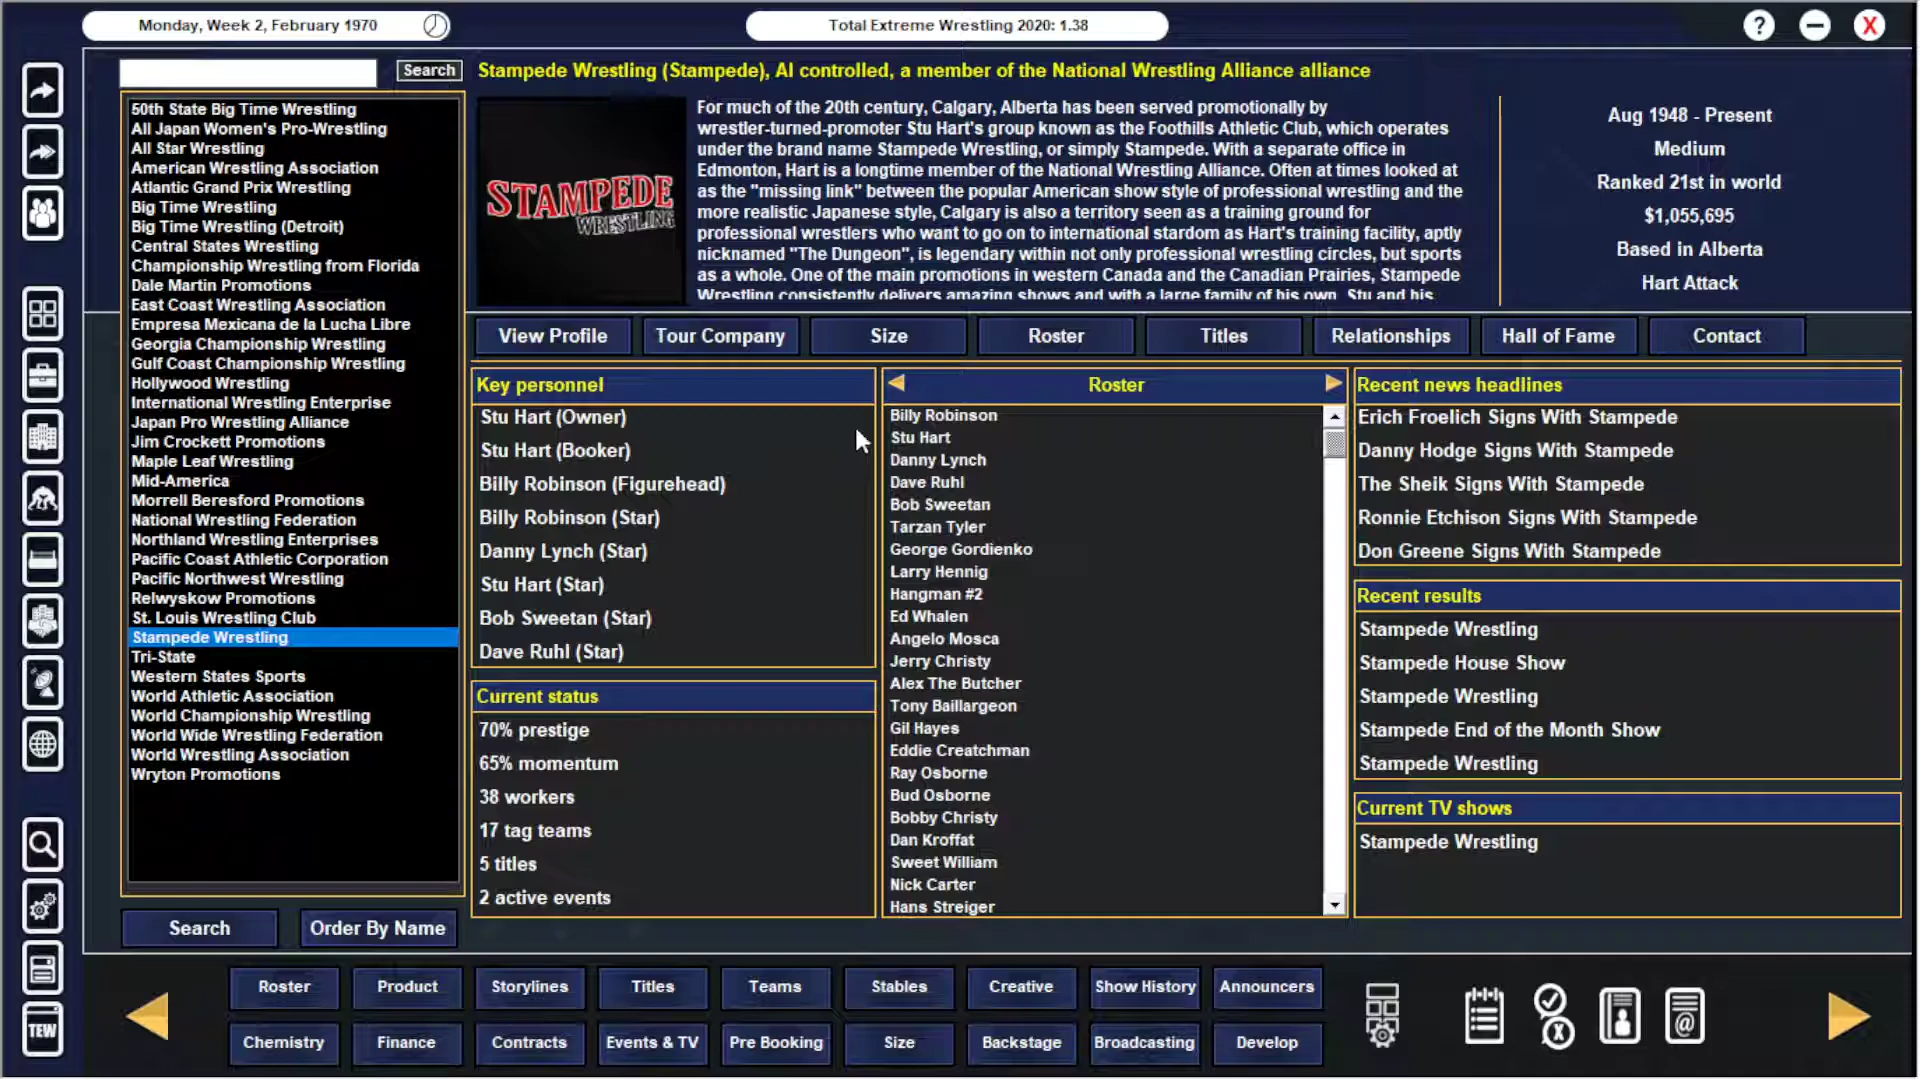 Monday, Week 2, February 1970
Total Extreme Wrestling 2020: 1.38
?
X
Search
Stampede Wrestling (Stampede), AI controlled, a member of the National Wrestling Alliance alliance
50th State Big Time Wrestling
All Japan Women's Pro-Wrestling
All Star Wrestling
American Wrestling Association
Atlantic Grand Prix Wrestling
Big Time Wrestling
Big Time Wrestling (Detroit)
Central States Wrestling
Championship Wrestling from Florida
Dale Martin Promotions
East Coast Wrestling Association
Empresa Mexicana de la Lucha Libre
Georgia Championship Wrestling
Gulf Coast Championship Wrestling
Hollywood Wrestling
International Wrestling Enterprise
Japan Pro Wrestling Alliance
Jim Crockett Promotions
Maple Leaf Wrestling
Mid-America
Morrell Beresford Promotions
National Wrestling Federation
Northland Wrestling Enterprises
Pacific Coast Athletic Corporation
Pacific Northwest Wrestling
Relwyskow Promotions
St. Louis Wrestling Club
Stampede Wrestling
Tri-State
Western States Sports
World Athletic Association
World Championship Wrestling
World Wide Wrestling Federation
World Wrestling Association
Wryton Promotions
Search
Order By Name
STAMPEDE
WRESTLING
For much of the 20th century, Calgary, Alberta has been served promotionally by
wrestler-turned-promoter Stu Hart's group known as the Foothills Athletic Club, which operates
under the brand name Stampede Wrestling, or simply Stampede. With a separate office in
Edmonton, Hart is a longtime member of the National Wrestling Alliance. Often at times looked at
as the "missing link" between the popular American show style of professional wrestling and the
more realistic Japanese style, Calgary is also a territory seen as a training ground for
professional wrestlers who want to go on to international stardom as Hart's training facility, aptly
nicknamed "The Dungeon", is legendary within not only professional wrestling circles, but sports
as a whole. One of the main promotions in western Canada and the Canadian Prairies, Stampede
Wrestling consistently delivers amazing shows and with a large family of his own, Stu and his
Aug 1948 - Present
Medium
Ranked 21st in world
$1,055,695
Based in Alberta
Hart Attack
View Profile
Tour Company
Size
Roster
Titles
Relationships
Hall of Fame
Contact
Key personnel
Stu Hart (Owner)
Stu Hart (Booker)
Billy Robinson (Figurehead)
Billy Robinson (Star)
Danny Lynch (Star)
Stu Hart (Star)
Bob Sweetan (Star)
Dave Ruhl (Star)
Current status
70% prestige
65% momentum
38 workers
17 tag teams
5 titles
2 active events
Roster
Billy Robinson
Stu Hart
Danny Lynch
Dave Ruhl
Bob Sweetan
Tarzan Tyler
George Gordienko
Larry Hennig
Hangman #2
Ed Whalen
Angelo Mosca
Jerry Christy
Alex The Butcher
Tony Baillargeon
Gil Hayes
Eddie Creatchman
Ray Osborne
Bud Osborne
Bobby Christy
Dan Kroffat
Sweet William
Nick Carter
Hans Streiger
Recent news headlines
Erich Froelich Signs With Stampede
Danny Hodge Signs With Stampede
The Sheik Signs With Stampede
Ronnie Etchison Signs With Stampede
Don Greene Signs With Stampede
Recent results
Stampede Wrestling
Stampede House Show
Stampede Wrestling
Stampede End of the Month Show
Stampede Wrestling
Current TV shows
Stampede Wrestling
TEW
Roster
Product
Storylines
Titles
Teams
Stables
Creative
Show History
Announcers
Chemistry
Finance
Contracts
Events & TV
Pre Booking
Size
Backstage
Broadcasting
Develop
@